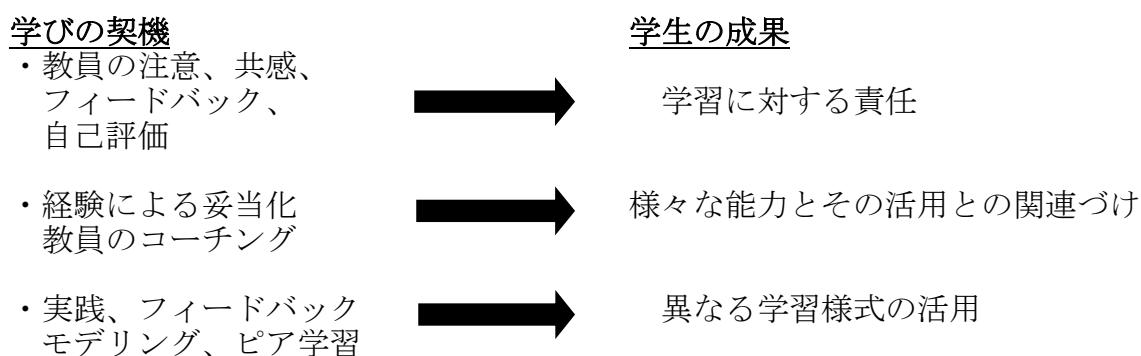 学びの契機
・教員の注意、共感、
フィードバック、
自己評価
学生の成果
学習に対する責任
・経験による妥当化
教員のコーチング
様々な能力とその活用との関連づけ
・実践、フィードバック
モデリング、ピア学習
異なる学習様式の活用